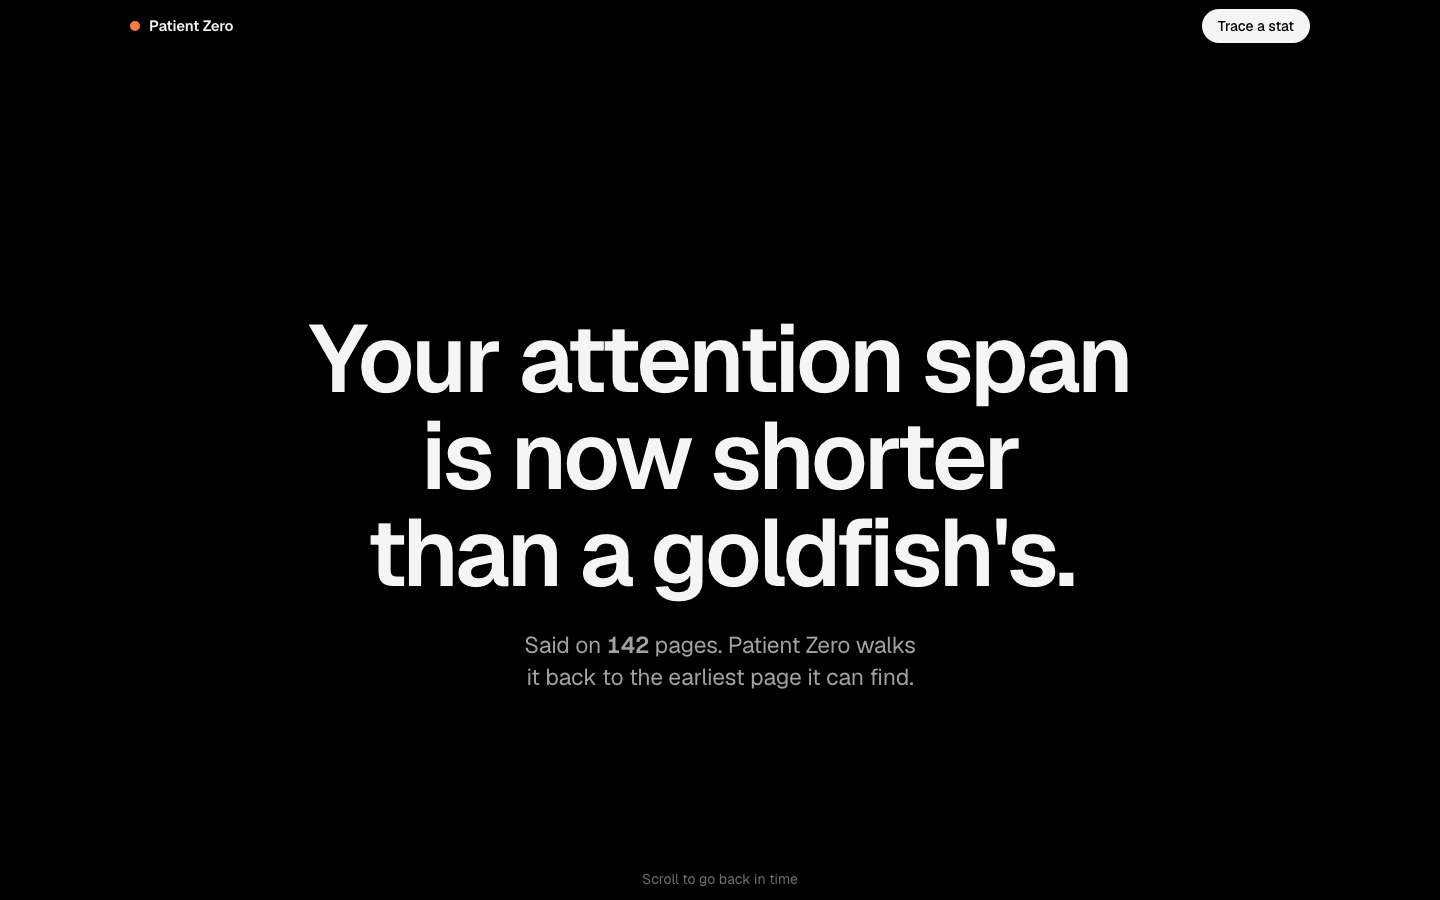 Patient Zero
Trace a stat
Your attention span
is now shorter
than a goldfish's.
Said on 142 pages. Patient Zero walks
it back to the earliest page it can find.
Scroll to go back in time